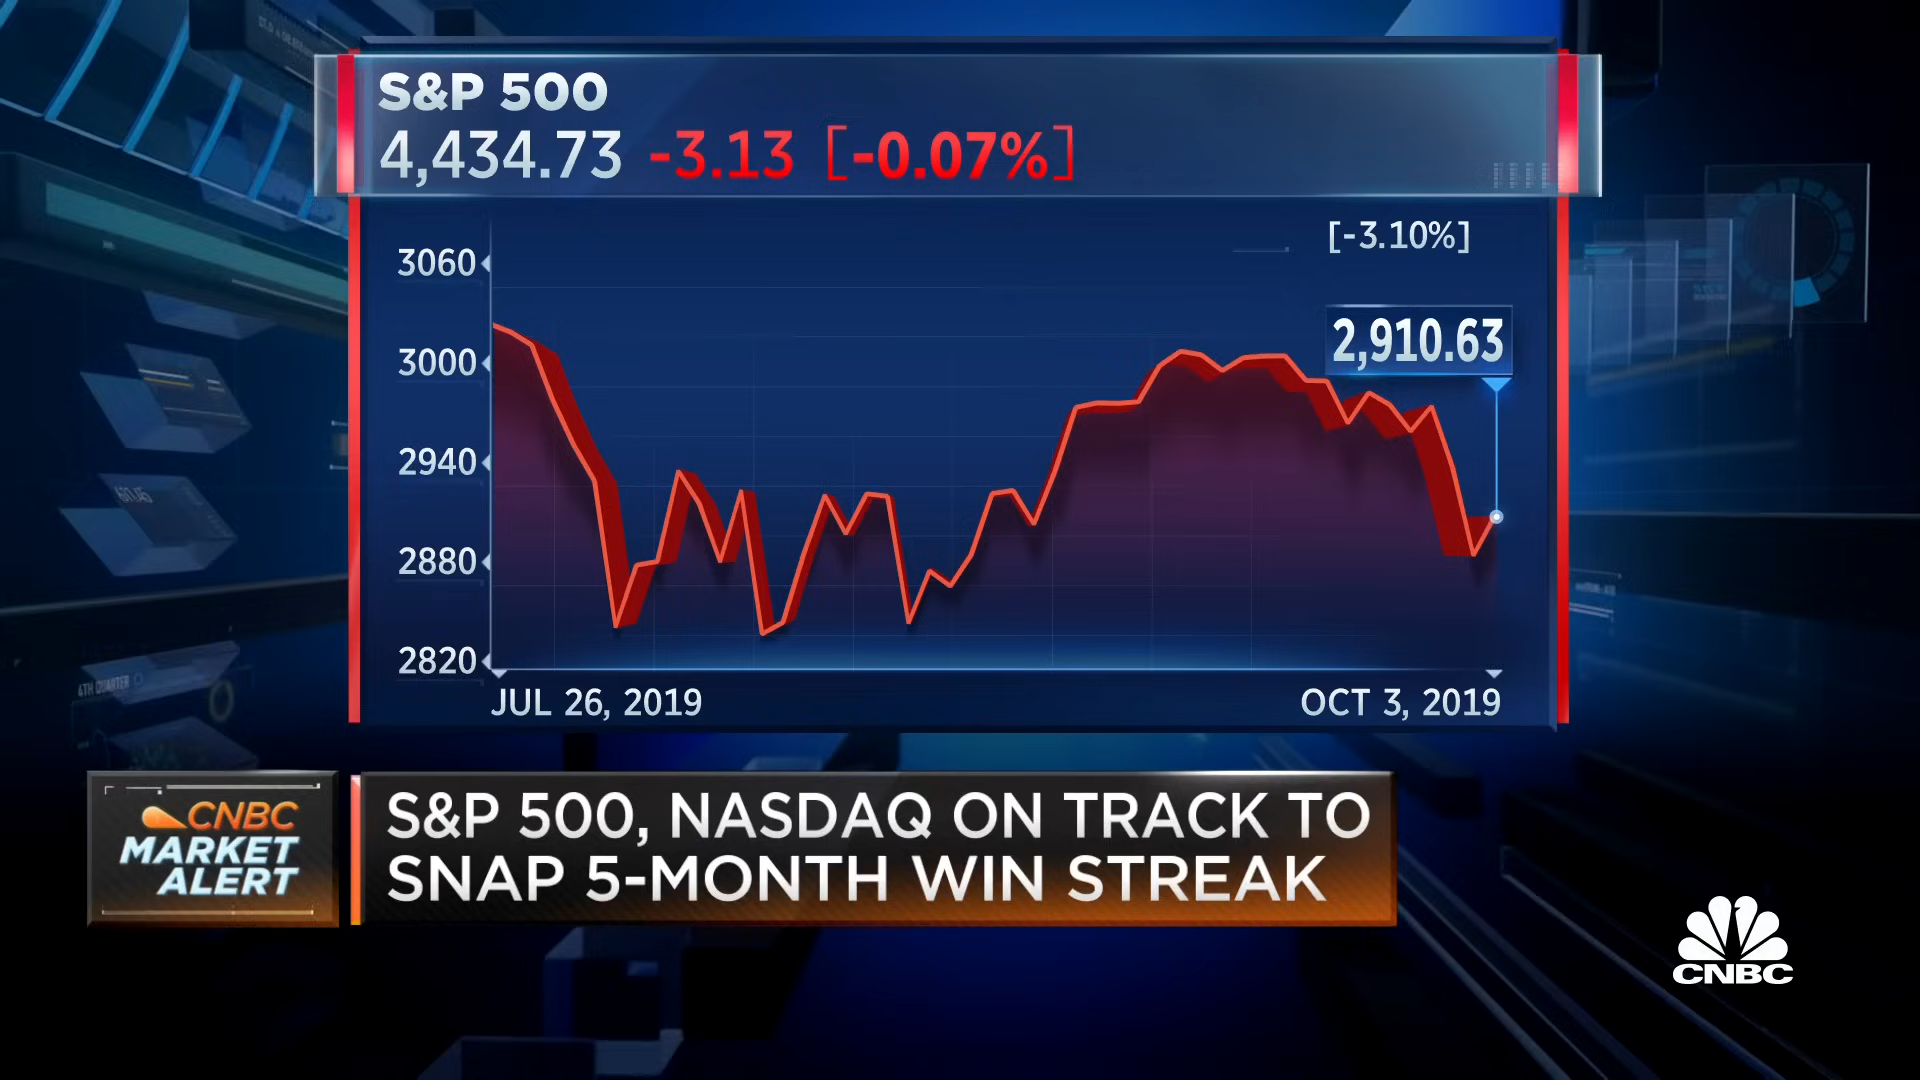 S&P 500
4,434.73 -3.13 [-0.07%]
[-3.10%]
2,910.63
3060
3000
2940
2880
2820
JUL 26, 2019
OCT 3, 2019
4TH QUARTER
CNBC
MARKET
ALERT
S&P 500, NASDAQ ON TRACK TO
SNAP 5-MONTH WIN STREAK
CNBC